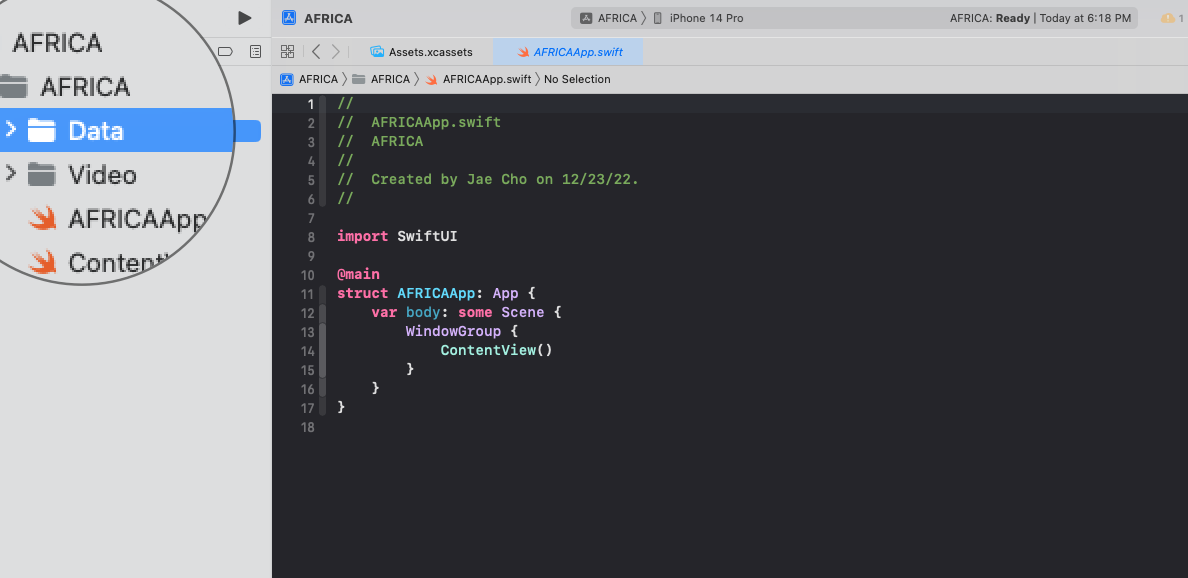 AFRICA
AFRICA
Data
Video
AFRICAApp
Content
AFRICA
AFRICA 〉 iPhone 14 Pro
AFRICA: Ready | Today at 6:18 PM
1
Assets.xcassets
AFRICAApp.swift
AFRICA 〉 AFRICA 〉 AFRICAApp.swift 〉 No Selection
1 //
2 //  AFRICAApp.swift
3 //  AFRICA
4 //
5 //  Created by Jae Cho on 12/23/22.
6 //
7
8 import SwiftUI
9
10 @main
11 struct AFRICAApp: App {
12     var body: some Scene {
13         WindowGroup {
14             ContentView()
15         }
16     }
17 }
18